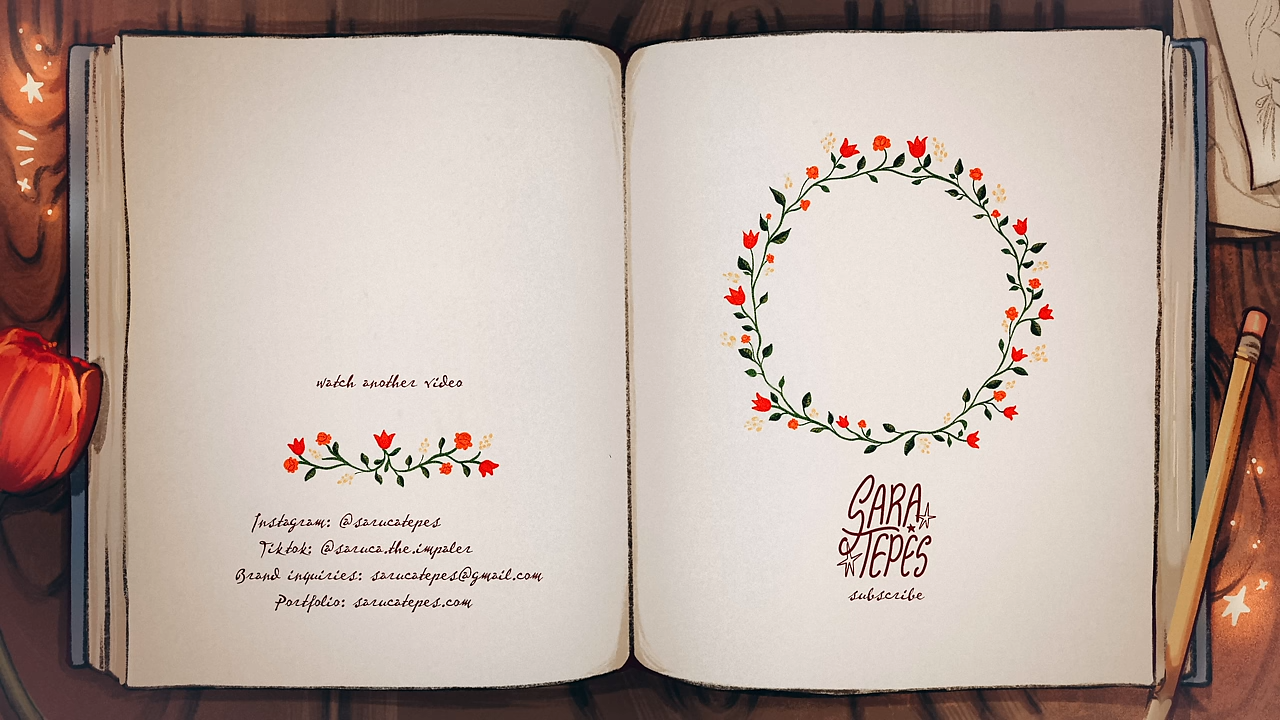 watch another video
Instagram: @sarucatepes
Tiktok: @saruca.the.impaler
Brand inquiries: sarucatepes@gmail.com
Portfolio: sarucatepes.com
SARA
TEPES
subscribe